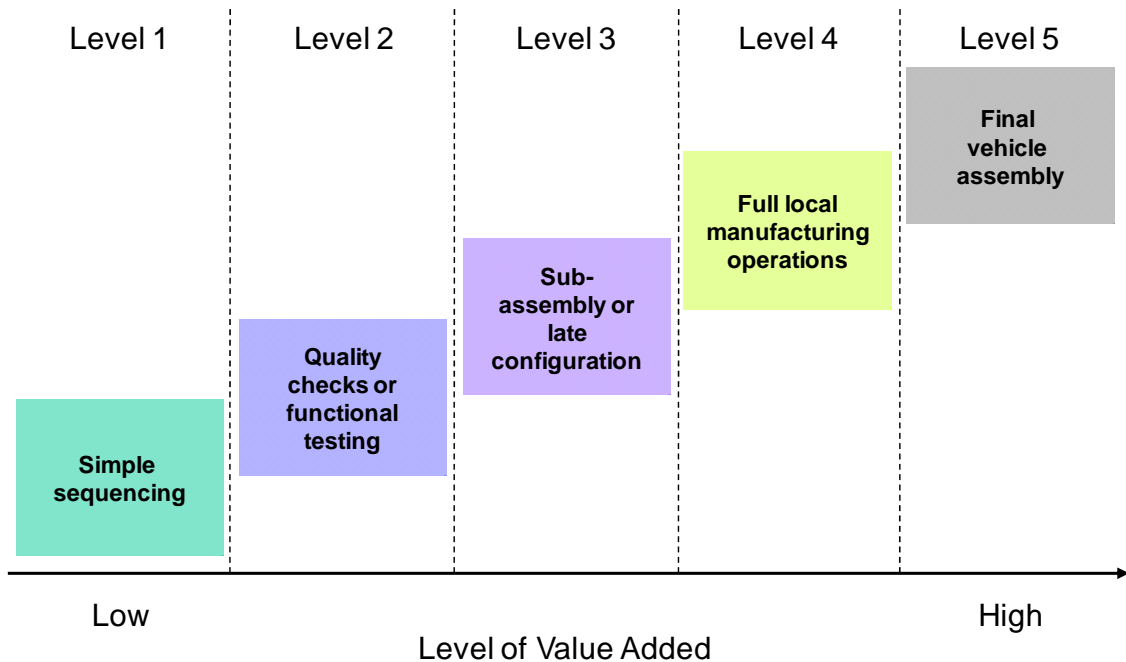 Level 1
Level 2
Level 3
Level 4
Level 5
Simple
sequencing
Quality
checks or
functional
testing
Sub-
assembly or
late
configuration
Full local
manufacturing
operations
Final
vehicle
assembly
Low
High
Level of Value Added